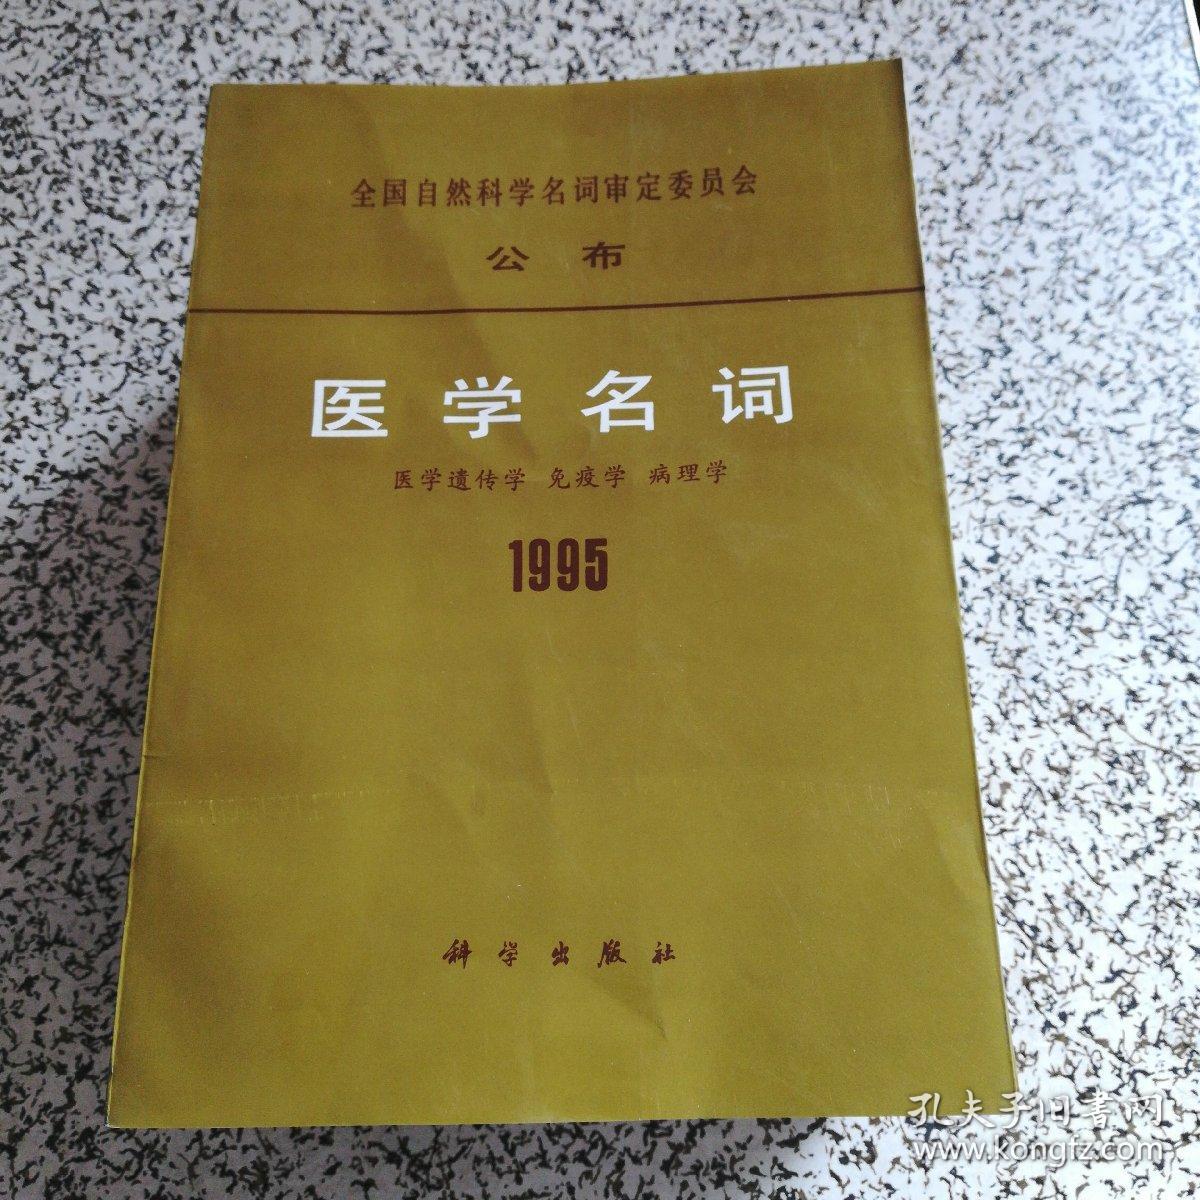 全国自然科学名词审定委员会
公布
医学名词
医学遗传学 免疫学 病理学
1995
科学出版社
孔夫子旧書网
www.kongfz.com